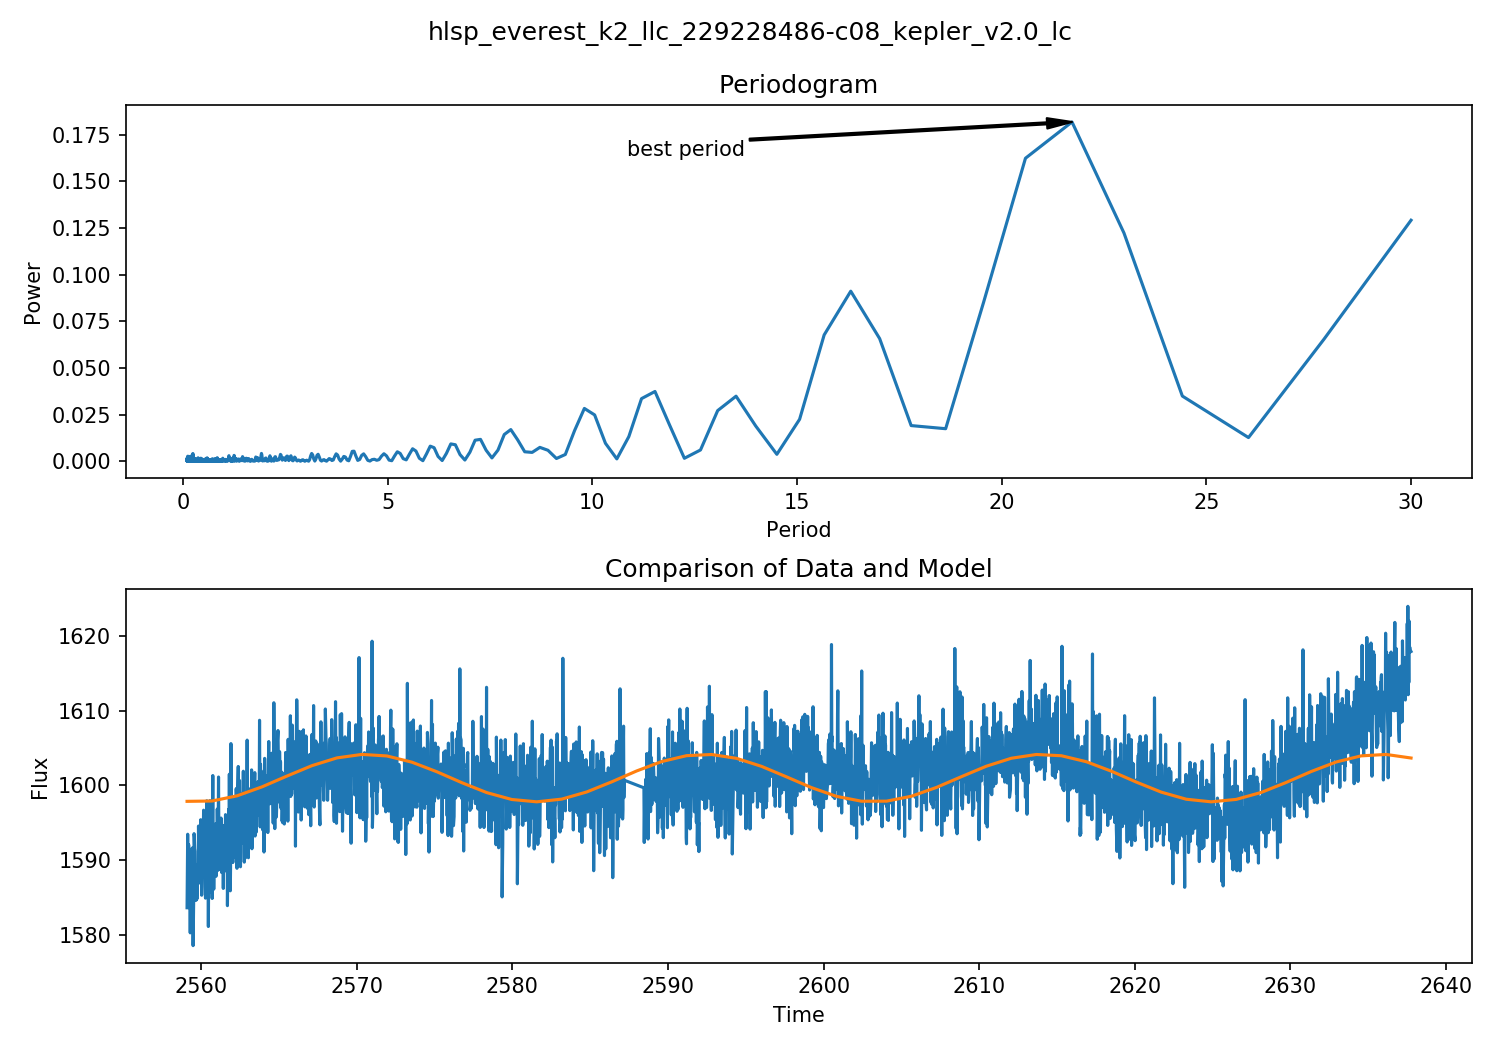 hlsp_everest_k2_llc_229228486-c08_kepler_v2.0_lc
Periodogram
best period
Power
0.175
0.150
0.125
0.100
0.075
0.050
0.025
0.000
0 5 10 15 20 25 30
Period
Comparison of Data and Model
Flux
1620
1610
1600
1590
1580
2560 2570 2580 2590 2600 2610 2620 2630 2640
Time